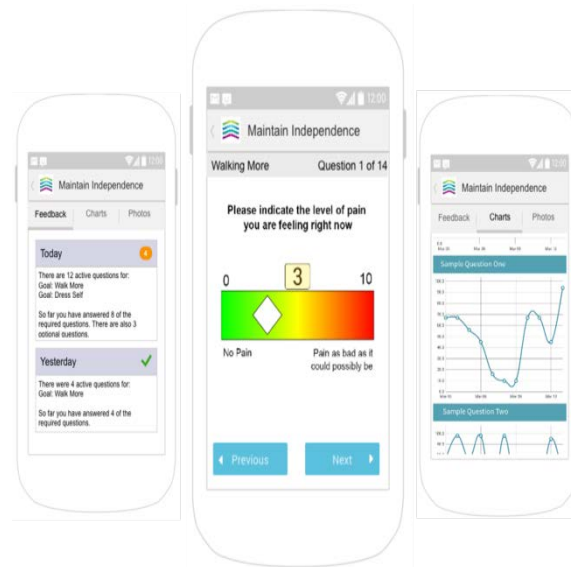 12:00
Maintain Independence
Feedback Charts Photos
Today 4
There are 12 active questions for:
Goal: Walk More
Goal: Dress Self
So far you have answered 8 of the
required questions. There are also 3
optional questions.
Yesterday
There were 4 active questions for:
Goal: Walk More
So far you have answered 4 of the
required questions.
12:00
Maintain Independence
Walking More Question 1 of 14
Please indicate the level of pain
you are feeling right now
0 3 10
No Pain Pain as bad as it
could possibly be
Previous Next
12:00
Maintain Independence
Feedback Charts Photos
Sample Question One
Sample Question Two